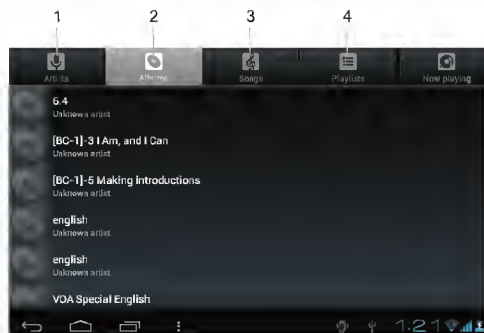 1 2 3 4
Artists Albums Songs Playlists Now playing
6.4
Unknown artist
[BC-1]-3 I Am, and I Can
Unknown artist
[BC-1]-5 Making introductions
Unknown artist
english
Unknown artist
english
Unknown artist
VOA Special English
1:21